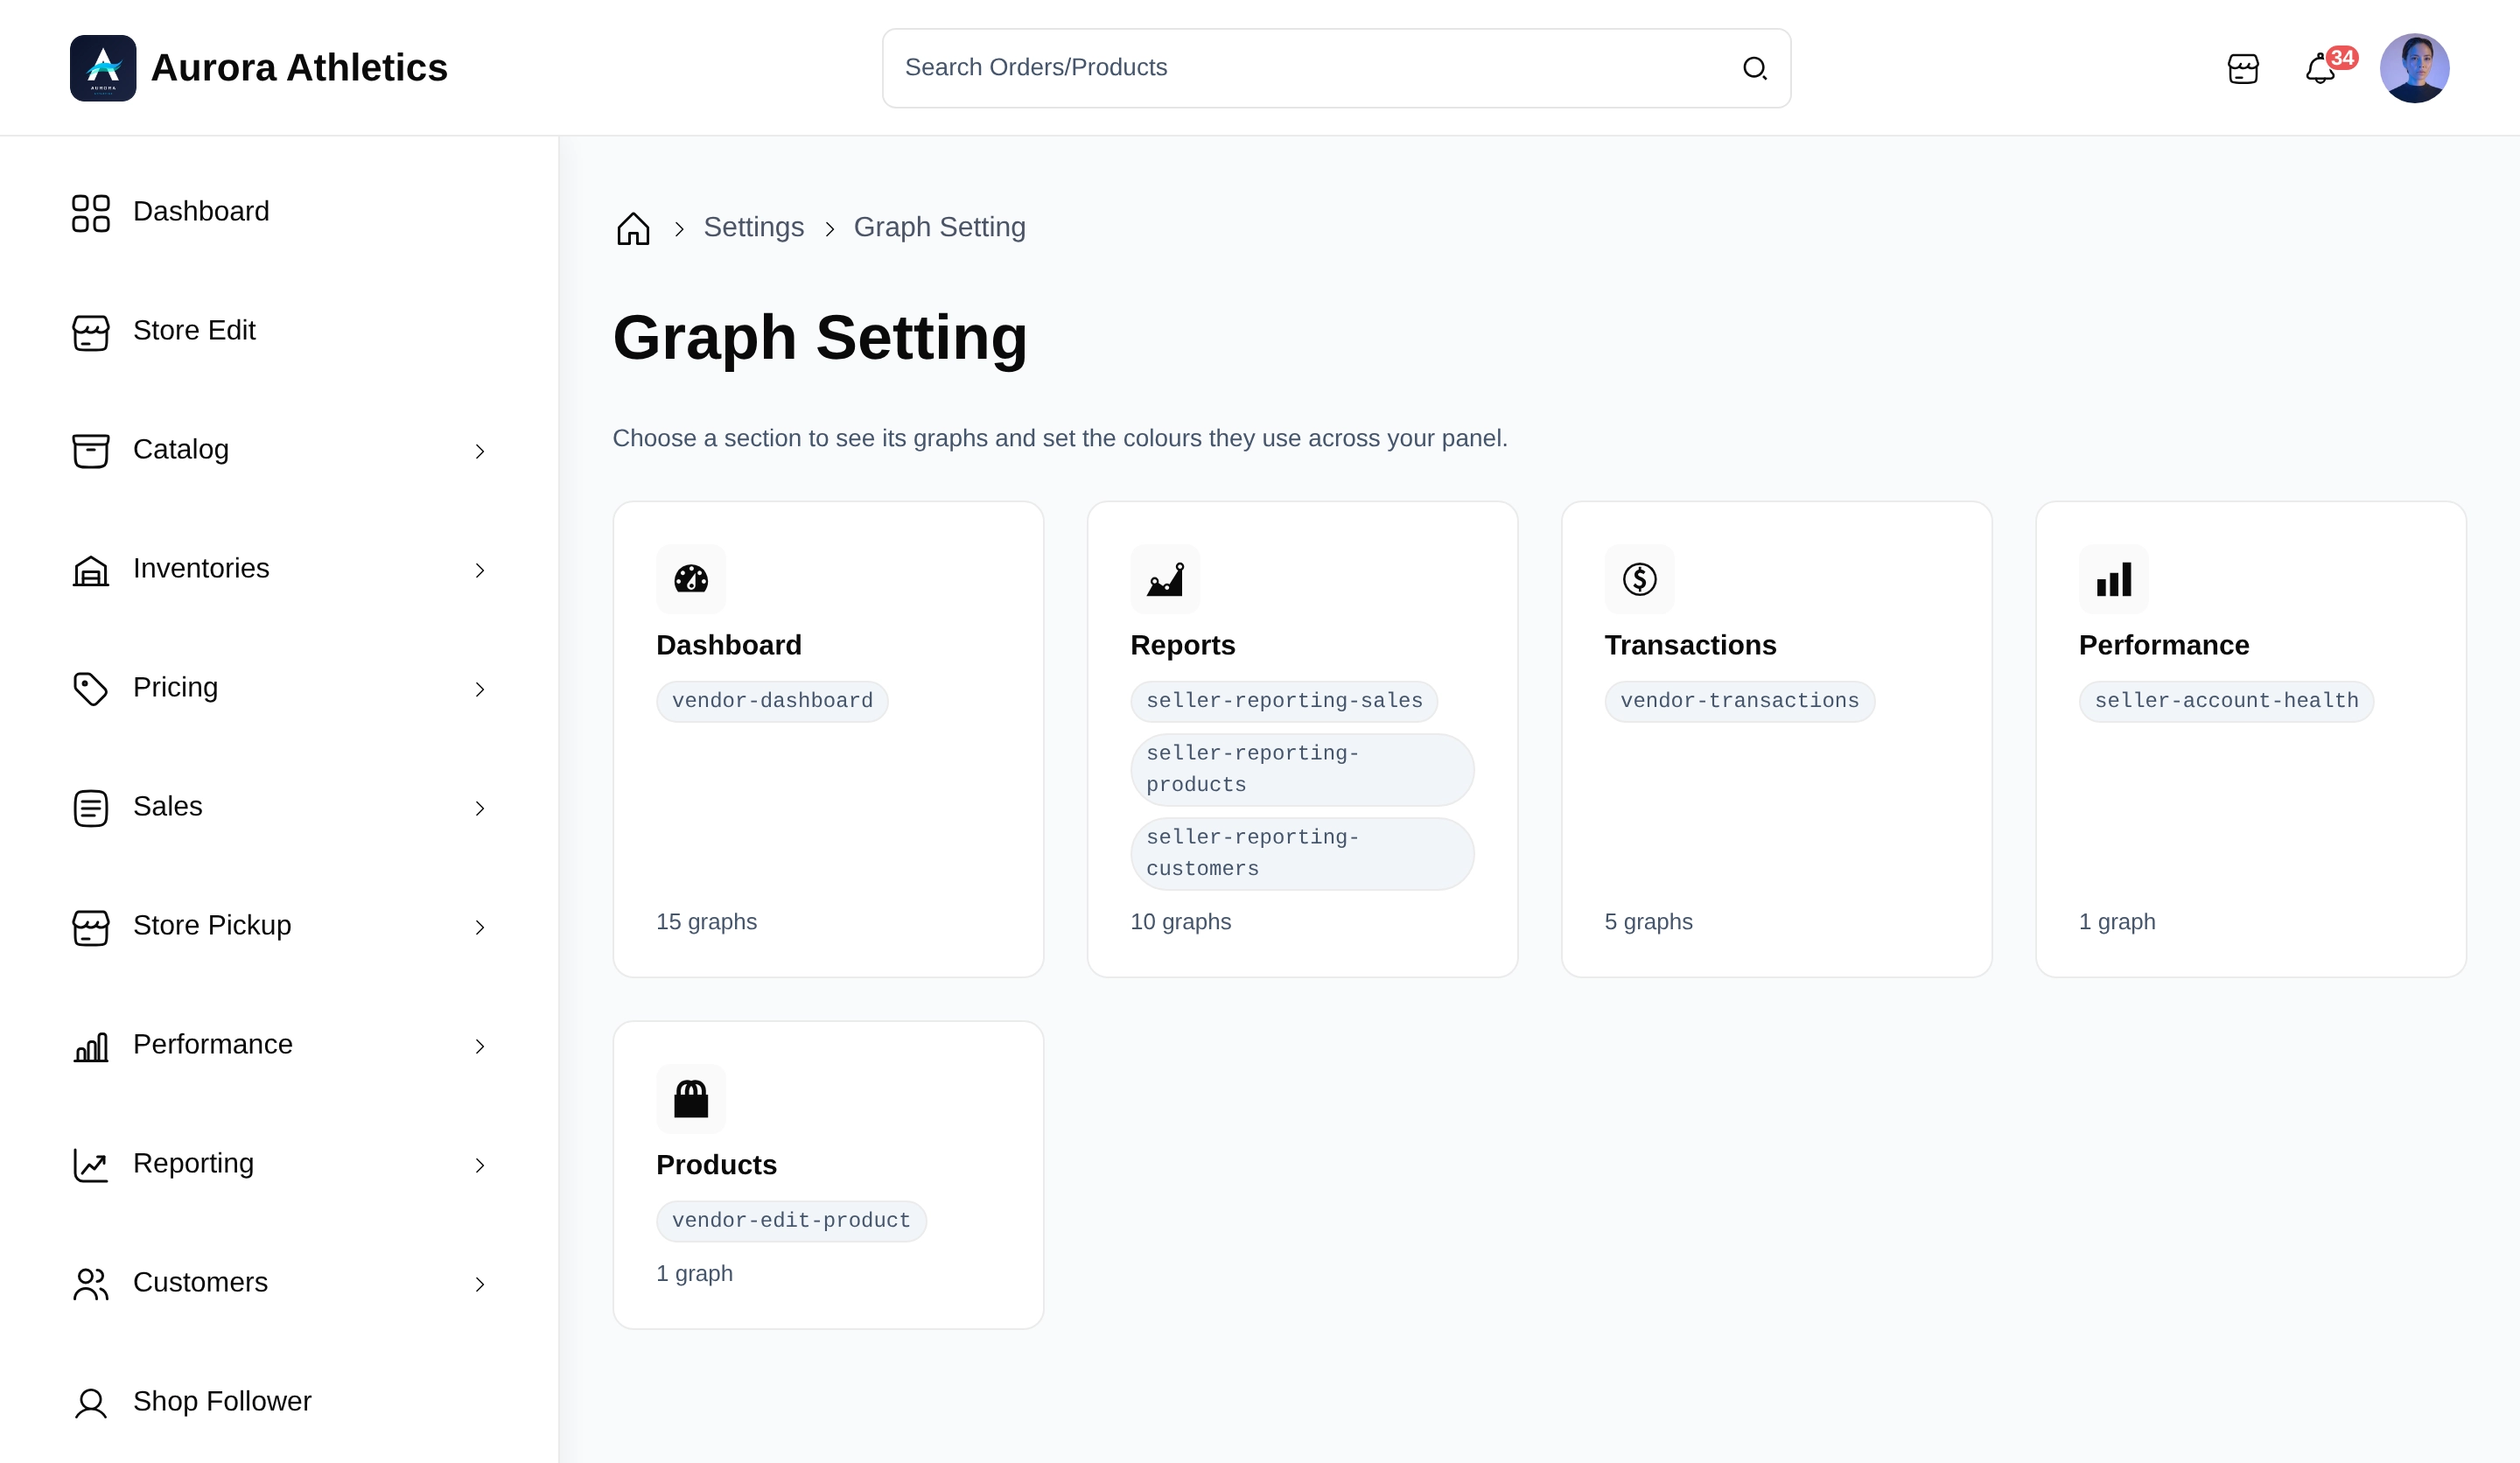 AURORA
Aurora Athletics
Search Orders/Products
34
Dashboard
Store Edit
Catalog
Inventories
Pricing
Sales
Store Pickup
Performance
Reporting
Customers
Shop Follower
Settings
Graph Setting
Graph Setting
Choose a section to see its graphs and set the colours they use across your panel.
Dashboard
vendor-dashboard
15 graphs
Reports
seller-reporting-sales
seller-reporting-
products
seller-reporting-
customers
10 graphs
Transactions
vendor-transactions
5 graphs
Performance
seller-account-health
1 graph
Products
vendor-edit-product
1 graph